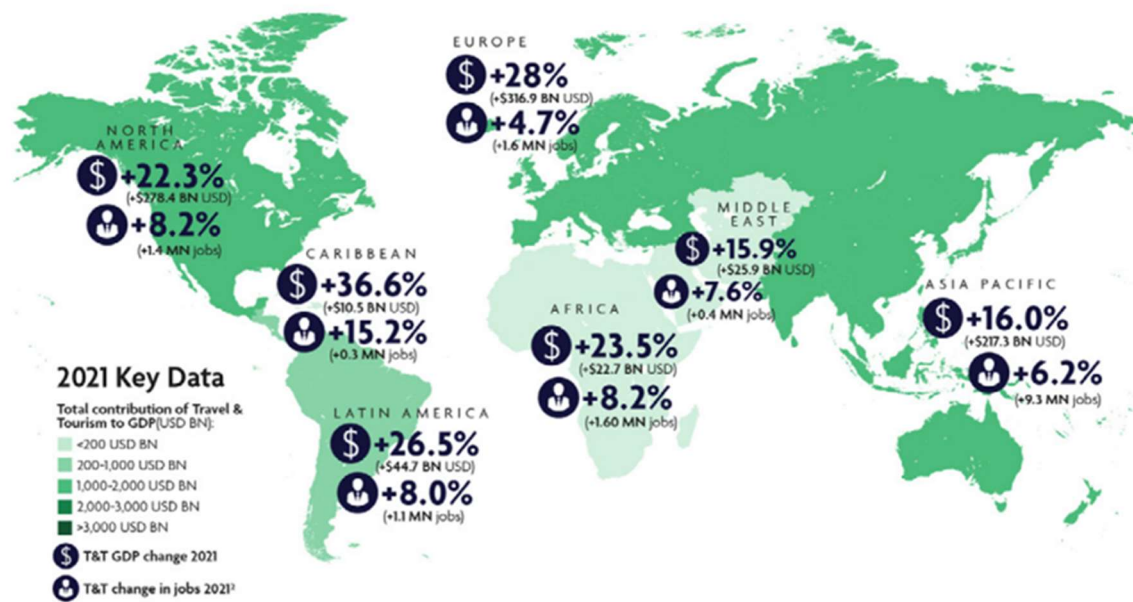 EUROPE
+28%
(+$316.9 BN USD)
+4.7%
(+1.6 MN jobs)
NORTH
AMERICA
+22.3%
(+$278.4 BN USD)
+8.2%
(+1.4 MN jobs)
MIDDLE
EAST
+15.9%
(+$25.9 BN USD)
+7.6%
(+0.4 MN jobs)
CARIBBEAN
+36.6%
(+$10.5 BN USD)
+15.2%
(+0.3 MN jobs)
AFRICA
+23.5%
(+$22.7 BN USD)
+8.2%
(+1.60 MN jobs)
ASIA PACIFIC
+16.0%
(+$217.3 BN USD)
+6.2%
(+9.3 MN jobs)
LATIN AMERICA
+26.5%
(+$44.7 BN USD)
+8.0%
(+1.1 MN jobs)
2021 Key Data
Total contribution of Travel &
Tourism to GDP(USD BN):
<200 USD BN
200-1,000 USD BN
1,000-2,000 USD BN
2,000-3,000 USD BN
>3,000 USD BN
$ T&T GDP change 2021
T&T change in jobs 2021²